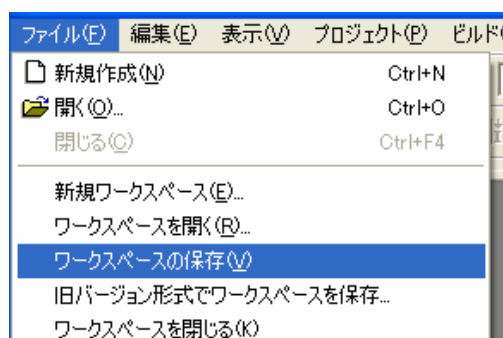 ファイル(F) 編集(E) 表示(V) プロジェクト(P) ビルド(
新規作成(N) Ctrl+N
開く(O)... Ctrl+O
閉じる(C) Ctrl+F4
新規ワークスペース(E)...
ワークスペースを開く(R)...
ワークスペースの保存(V)
旧バージョン形式でワークスペースを保存...
ワークスペースを閉じる(K)